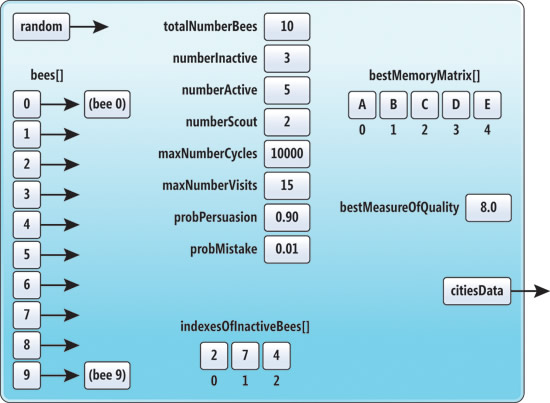 random
bees[]
0 (bee 0)
1
2
3
4
5
6
7
8
9 (bee 9)
totalNumberBees 10
numberInactive 3
numberActive 5
numberScout 2
maxNumberCycles 10000
maxNumberVisits 15
probPersuasion 0.90
probMistake 0.01
indexesOfInactiveBees[]
2 7 4
0 1 2
bestMemoryMatrix[]
A B C D E
0 1 2 3 4
bestMeasureOfQuality 8.0
citiesData